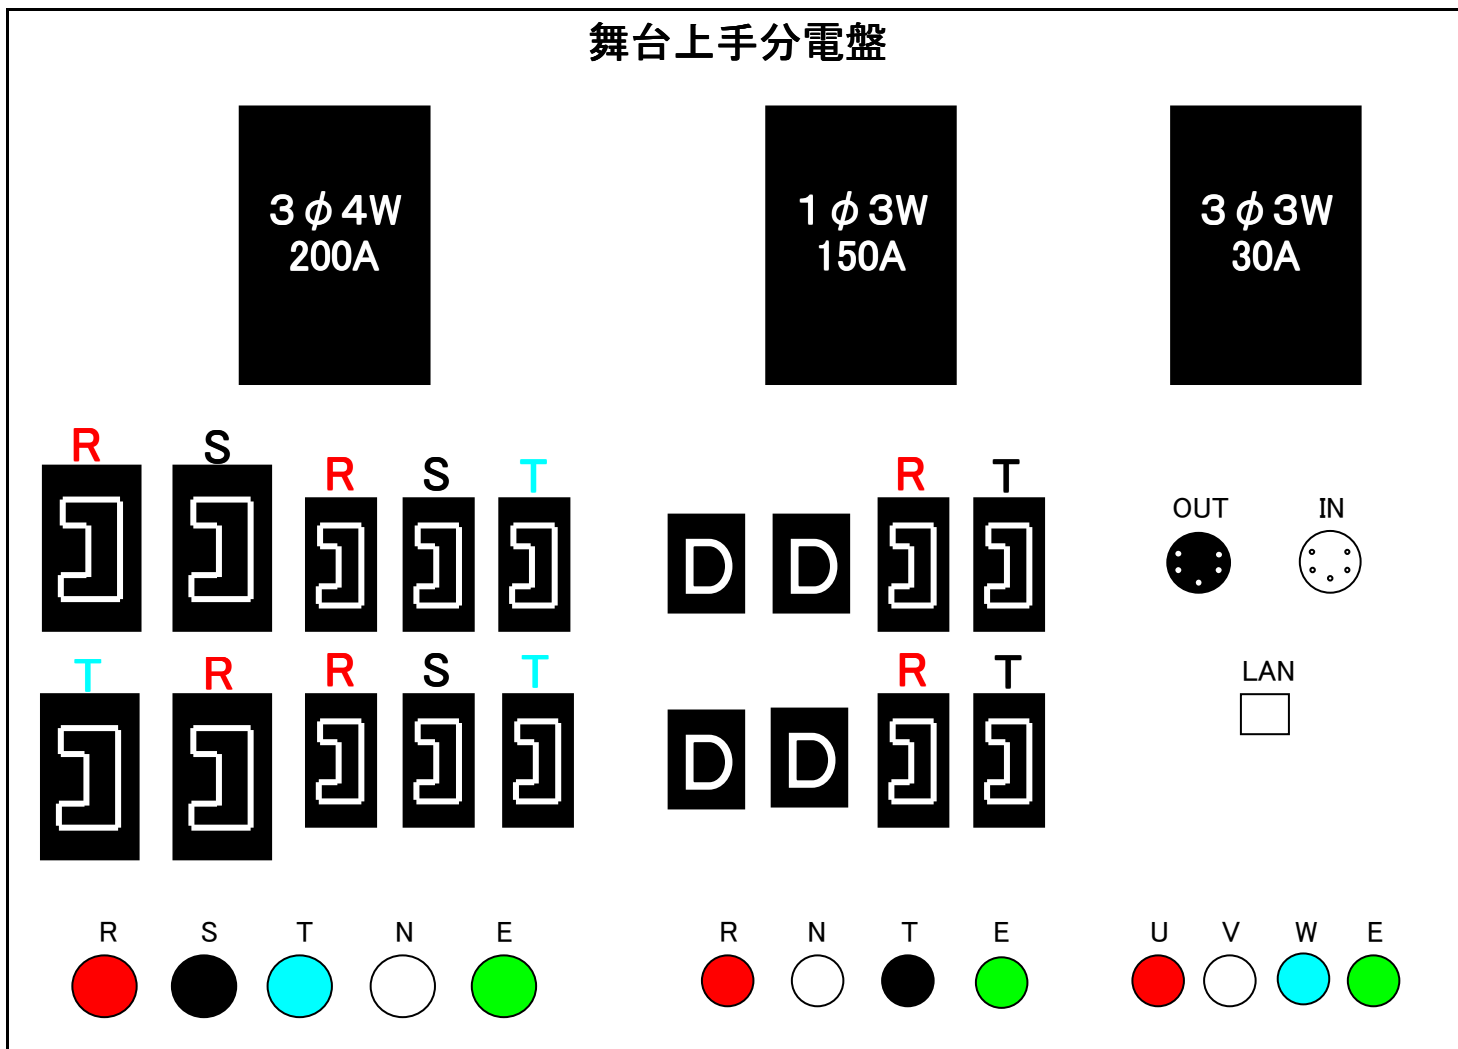 舞台上手分電盤
３φ４W
200A
１φ３W
150A
３φ３W
30A
R S
R S T
R T
OUT IN
T R
R S T
R T
LAN
D D
D D
R S T N E
R N T E
U V W E